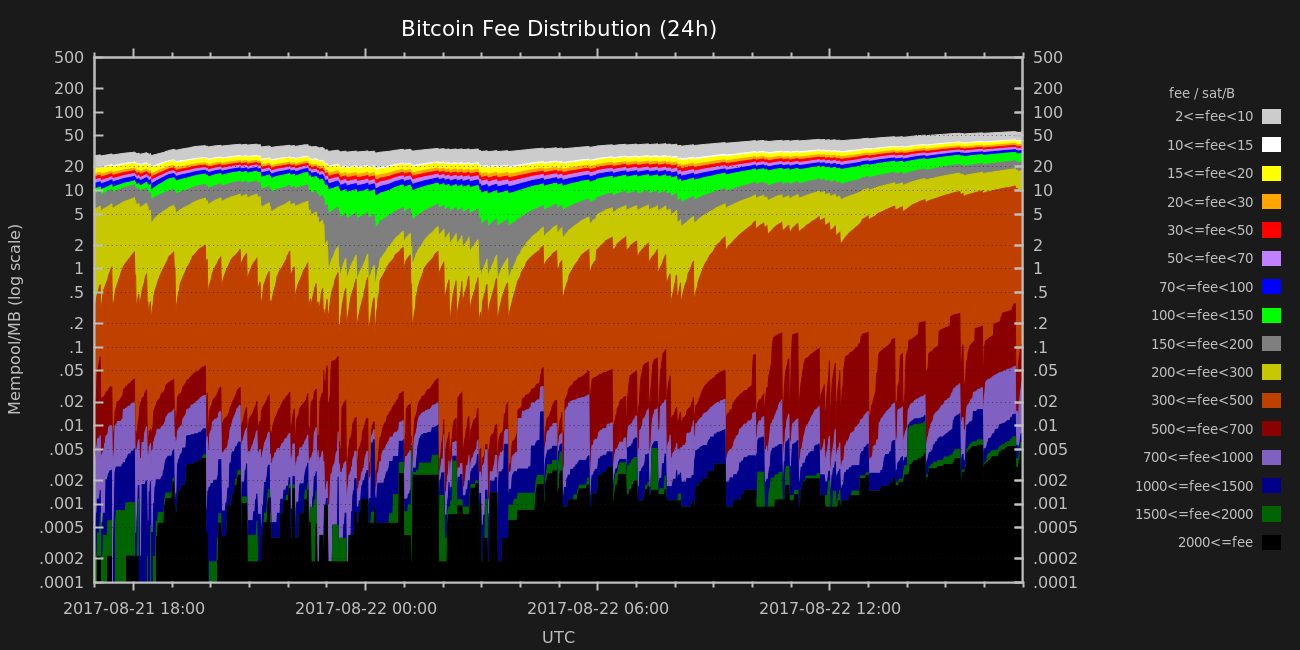 Bitcoin Fee Distribution (24h)
500 500
200 200
100 100
50 50
20 20
10 10
5 5
2 2
1 1
.5 .5
.2 .2
.1 .1
.05 .05
.02 .02
.01 .01
.005 .005
.002 .002
.001 .001
.0005 .0005
.0002 .0002
.0001 .0001
Mempool/MB (log scale)
2017-08-21 18:00 2017-08-22 00:00 2017-08-22 06:00 2017-08-22 12:00
UTC
fee / sat/B
2<=fee<10
10<=fee<15
15<=fee<20
20<=fee<30
30<=fee<50
50<=fee<70
70<=fee<100
100<=fee<150
150<=fee<200
200<=fee<300
300<=fee<500
500<=fee<700
700<=fee<1000
1000<=fee<1500
1500<=fee<2000
2000<=fee